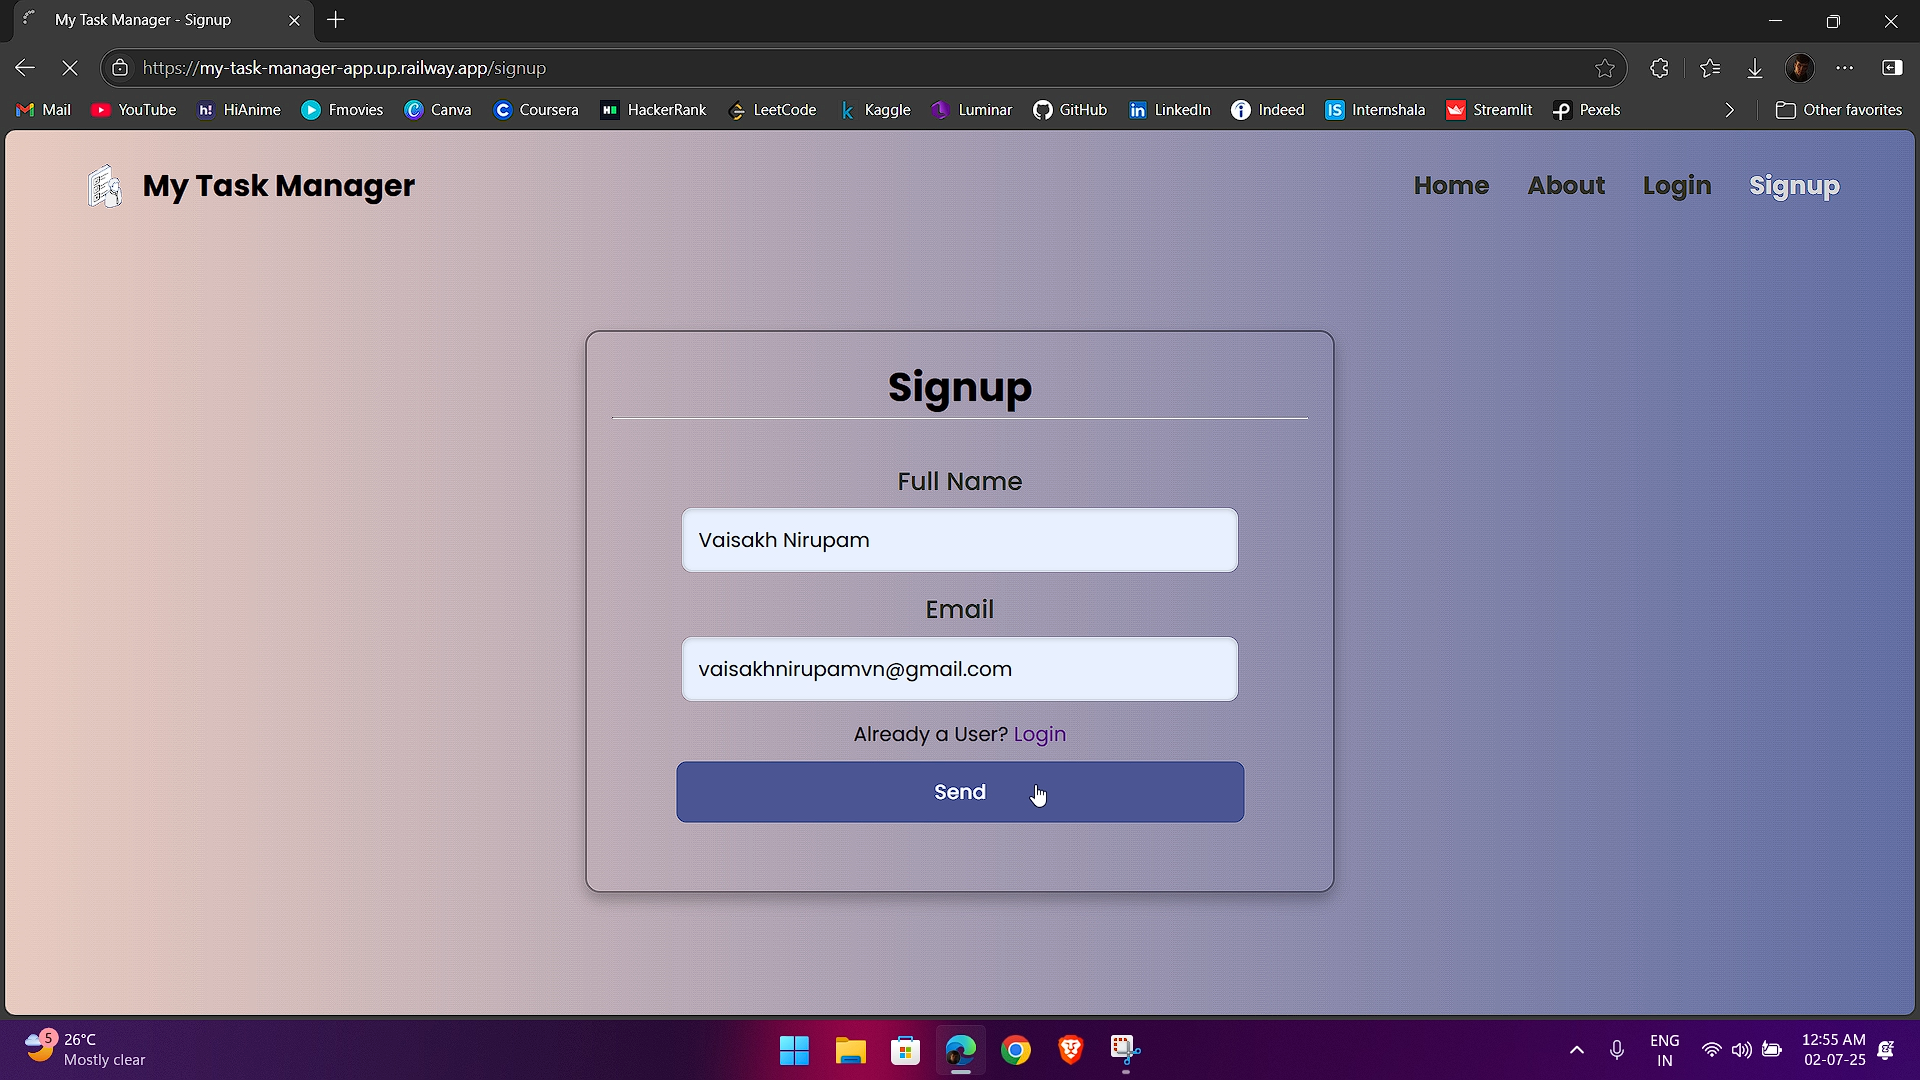 My Task Manager - Signup
https://my-task-manager-app.up.railway.app/signup
Mail YouTube h! HiAnime Fmovies Canva Coursera HackerRank LeetCode Kaggle Luminar GitHub LinkedIn Indeed IS Internshala Streamlit Pexels Other favorites
My Task Manager Home About Login Signup
Signup
Full Name
Vaisakh Nirupam
Email
vaisakhnirupamvn@gmail.com
Already a User? Login
Send
5 26°C
Mostly clear
ENG
IN
12:55 AM
02-07-25